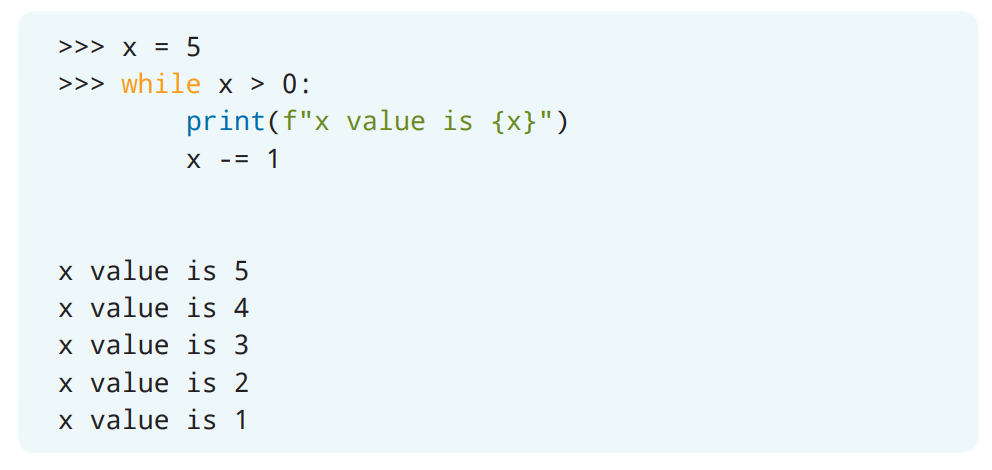 >>> x = 5
>>> while x > 0:
        print(f"x value is {x}")
        x -= 1
x value is 5
x value is 4
x value is 3
x value is 2
x value is 1